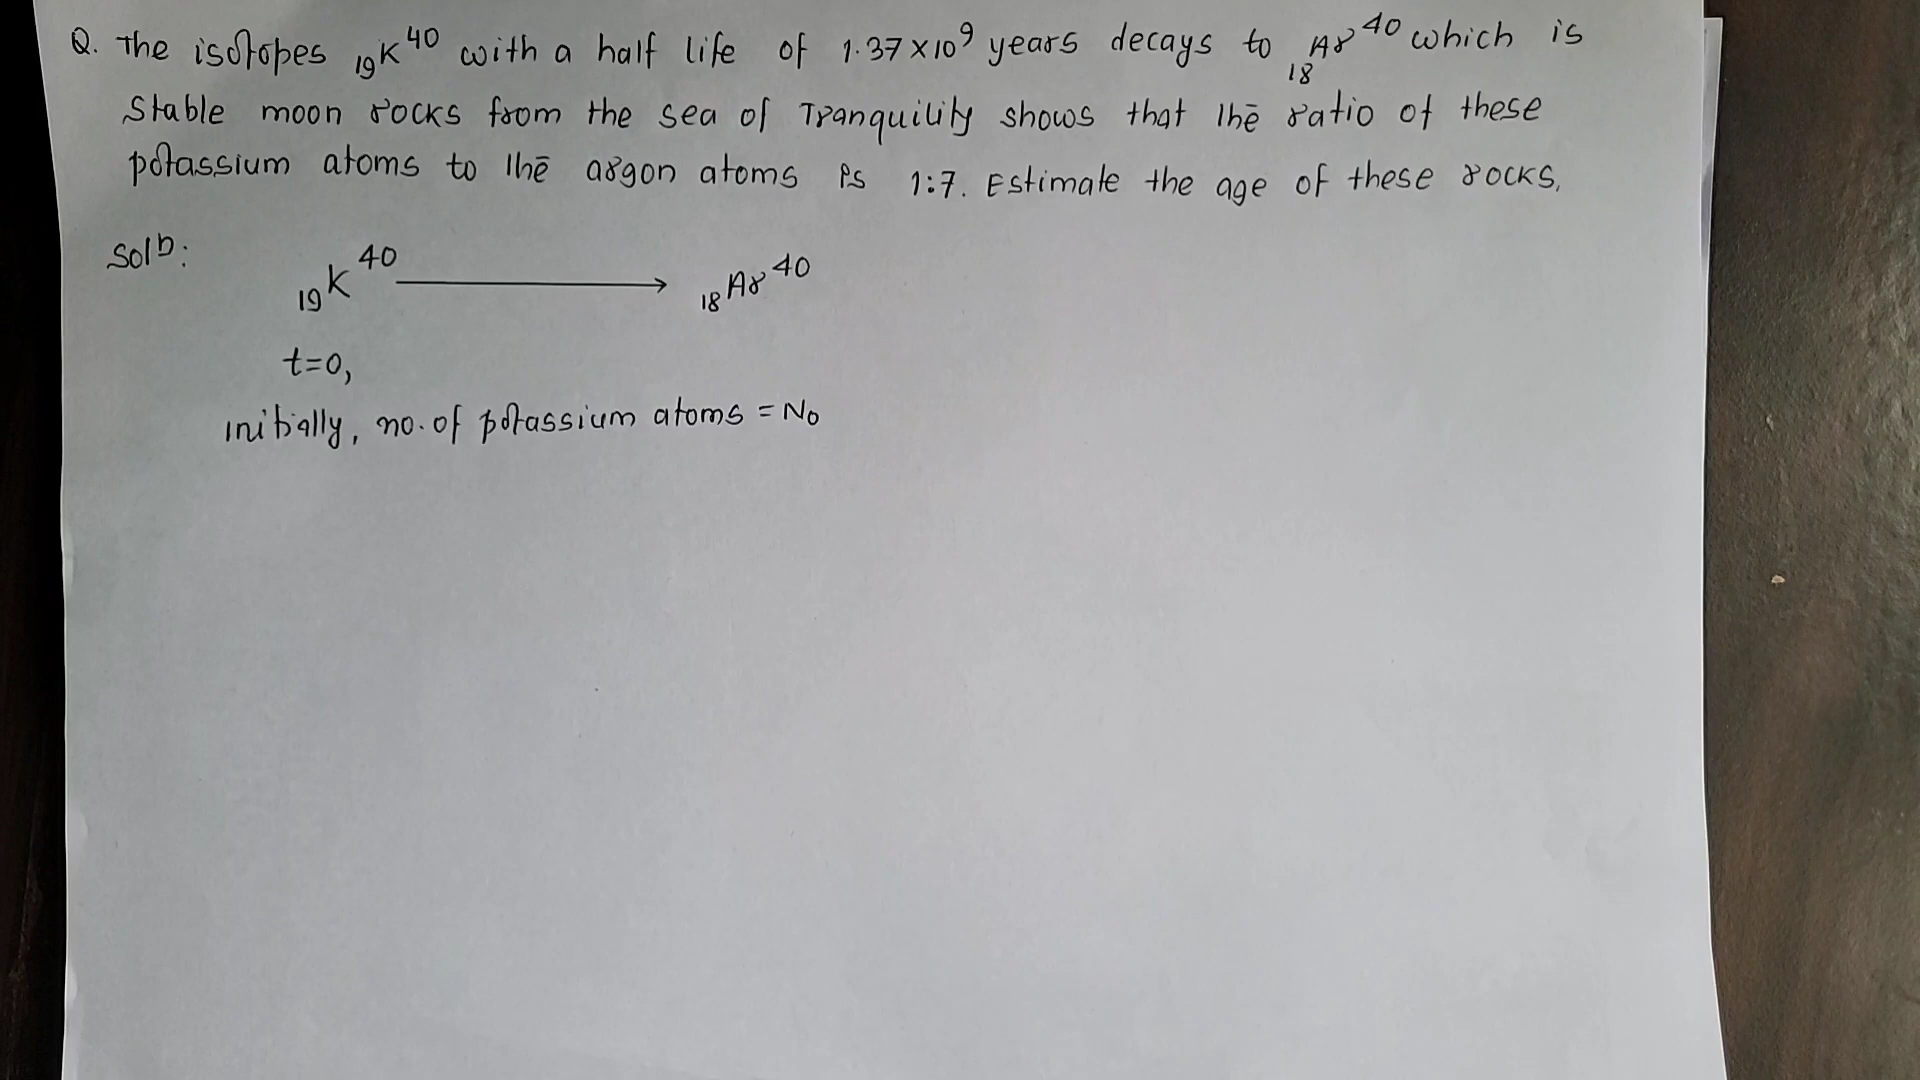 Q. The isotopes ₁₉K⁴⁰ with a half life of 1.37×10⁹ years decays to ₁₈Ar⁴⁰ which is
Stable moon rocks from the sea of Tranquility shows that the ratio of these
potassium atoms to the argon atoms is 1:7. Estimate the age of these rocks.
Solⁿ:
₁₉K⁴⁰ ⟶ ₁₈Ar⁴⁰
t=0,
initially, no. of potassium atoms = N₀